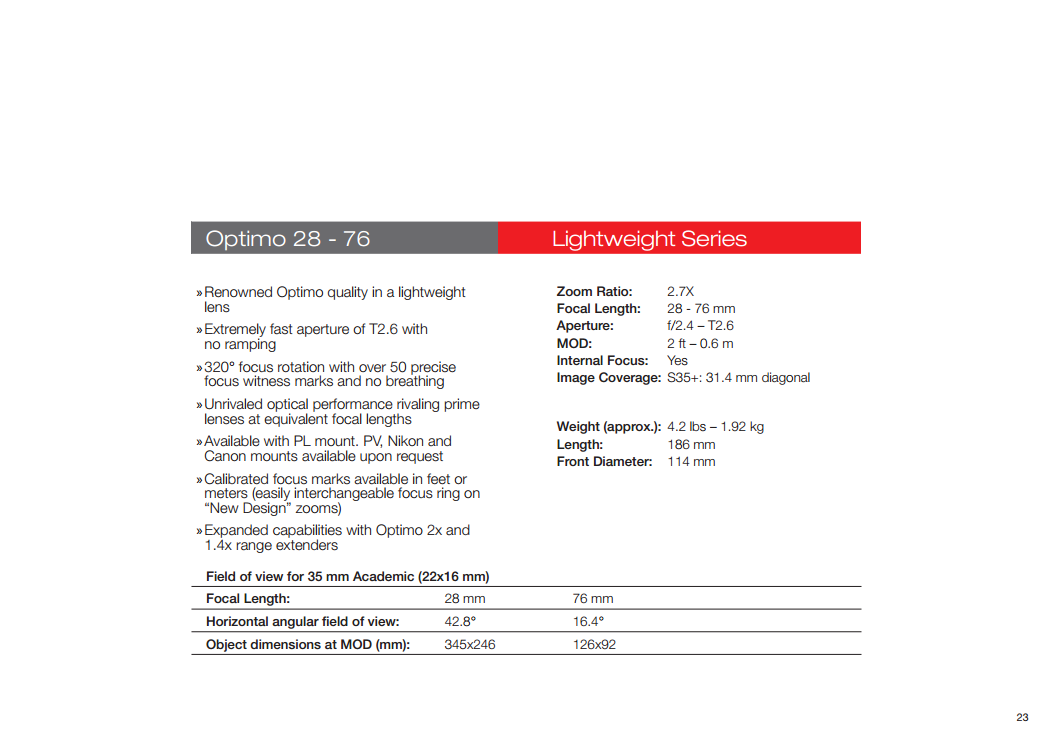 Optimo 28 - 76
Lightweight Series
» Renowned Optimo quality in a lightweight
lens
» Extremely fast aperture of T2.6 with
no ramping
» 320° focus rotation with over 50 precise
focus witness marks and no breathing
» Unrivaled optical performance rivaling prime
lenses at equivalent focal lengths
» Available with PL mount. PV, Nikon and
Canon mounts available upon request
» Calibrated focus marks available in feet or
meters (easily interchangeable focus ring on
“New Design” zooms)
» Expanded capabilities with Optimo 2x and
1.4x range extenders
Zoom Ratio: 2.7X
Focal Length: 28 - 76 mm
Aperture: f/2.4 – T2.6
MOD: 2 ft – 0.6 m
Internal Focus: Yes
Image Coverage: S35+: 31.4 mm diagonal
Weight (approx.): 4.2 lbs – 1.92 kg
Length: 186 mm
Front Diameter: 114 mm
Field of view for 35 mm Academic (22x16 mm)
Focal Length: 28 mm 76 mm
Horizontal angular field of view: 42.8° 16.4°
Object dimensions at MOD (mm): 345x246 126x92
23